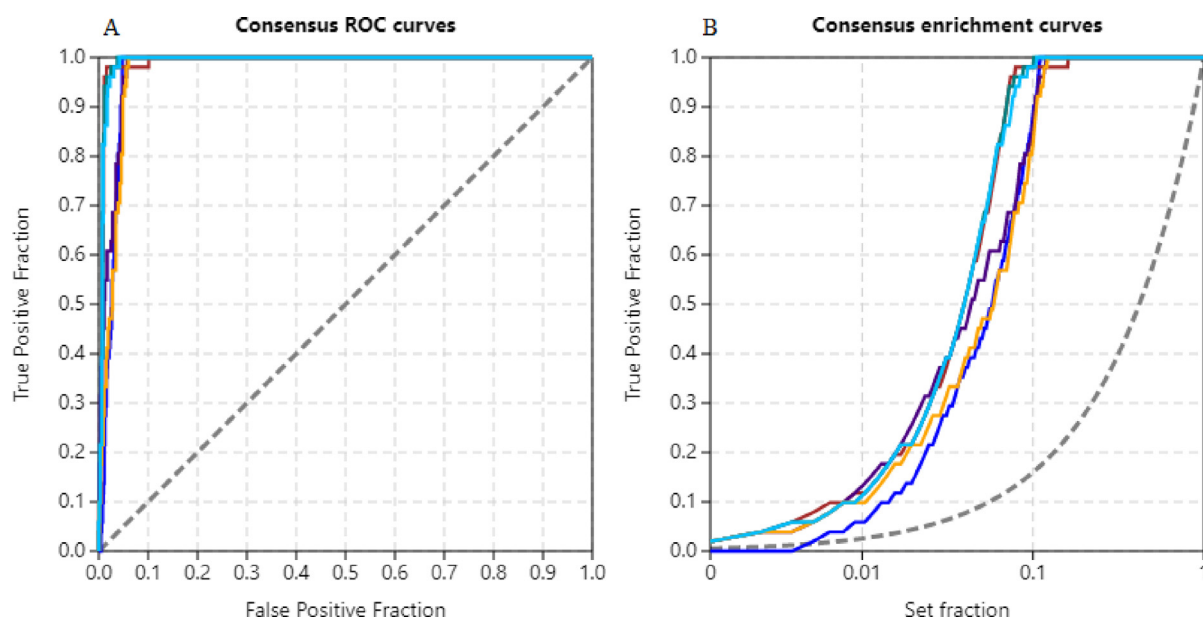 A Consensus ROC curves
1.0
0.9
0.8
0.7
0.6
0.5
0.4
0.3
0.2
0.1
0.0
True Positive Fraction
0.0 0.1 0.2 0.3 0.4 0.5 0.6 0.7 0.8 0.9 1.0
False Positive Fraction
B Consensus enrichment curves
1.0
0.9
0.8
0.7
0.6
0.5
0.4
0.3
0.2
0.1
0.0
True Positive Fraction
0 0.01 0.1 1
Set fraction